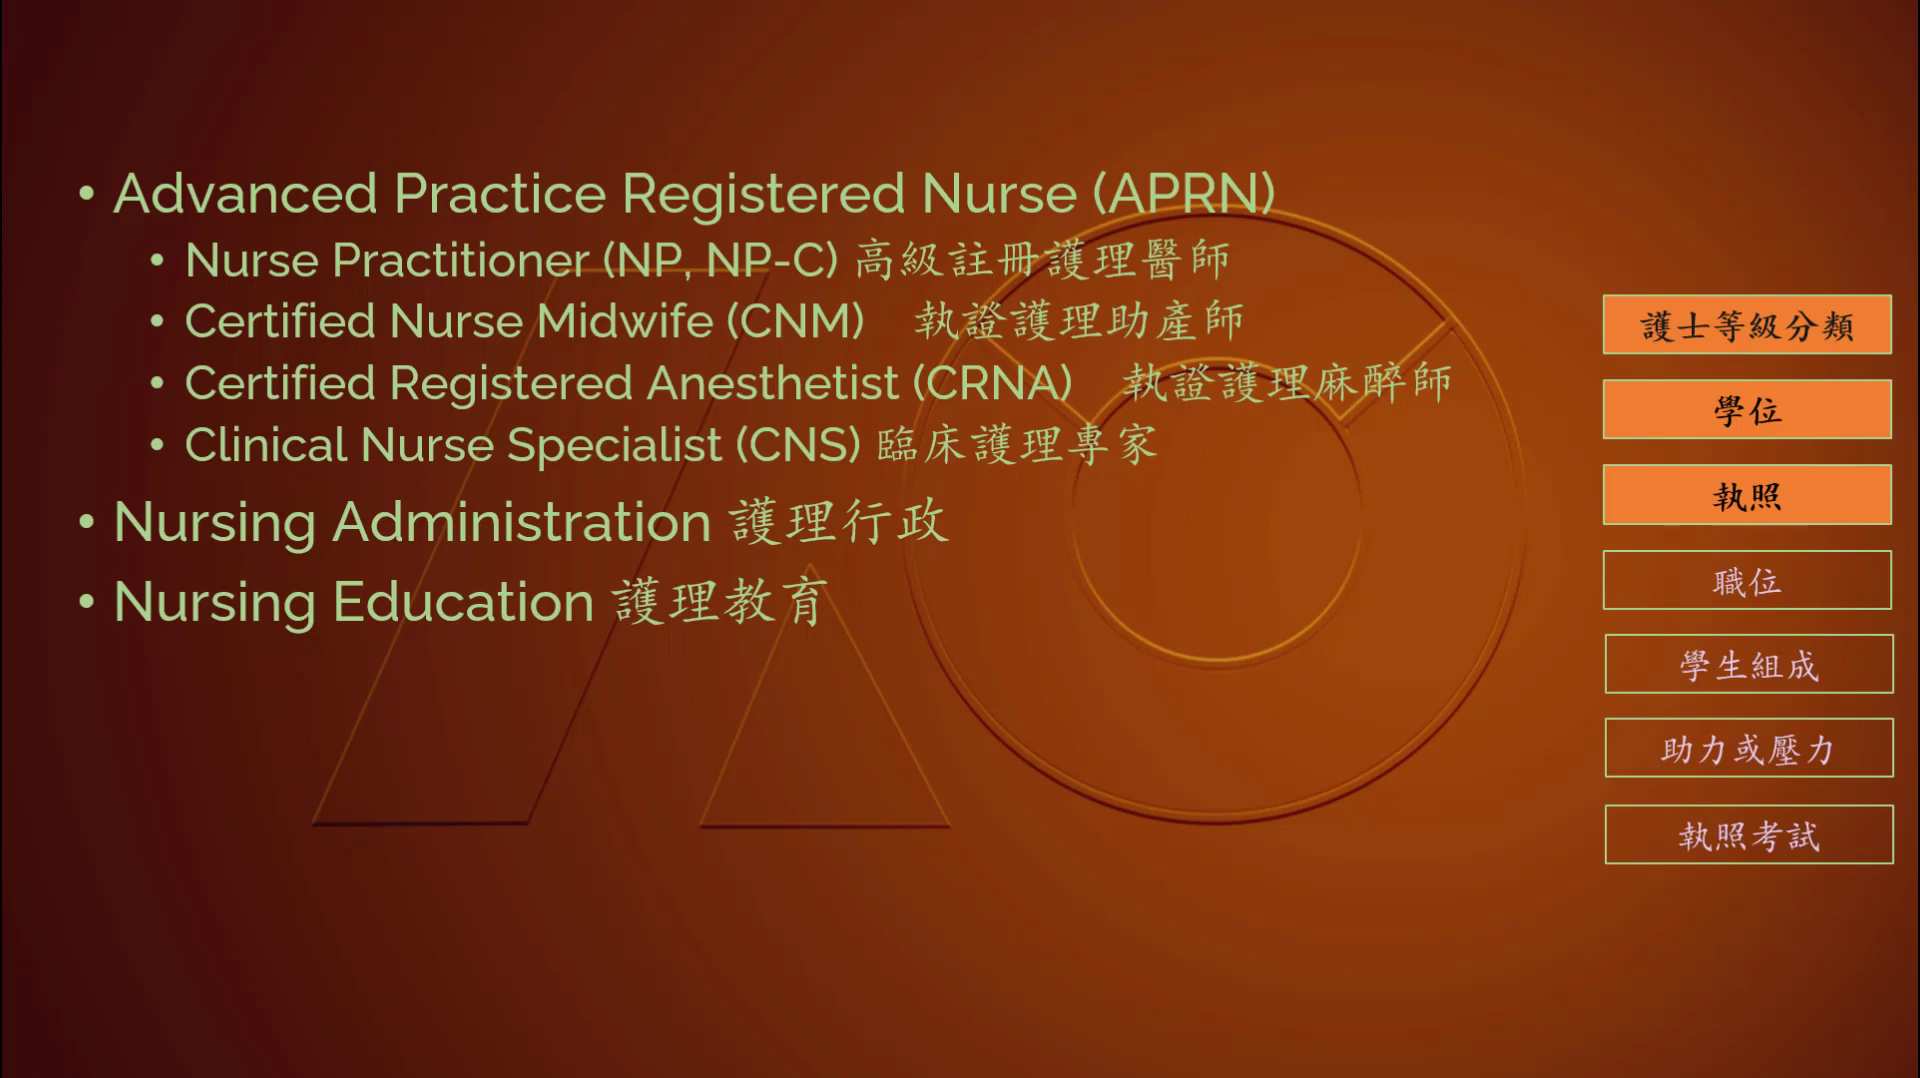 • Advanced Practice Registered Nurse (APRN)
• Nurse Practitioner (NP, NP-C) 高級註冊護理醫師
• Certified Nurse Midwife (CNM) 執證護理助產師
• Certified Registered Anesthetist (CRNA) 執證護理麻醉師
• Clinical Nurse Specialist (CNS) 臨床護理專家
• Nursing Administration 護理行政
• Nursing Education 護理教育
護士等級分類
學位
執照
職位
學生組成
助力或壓力
執照考試